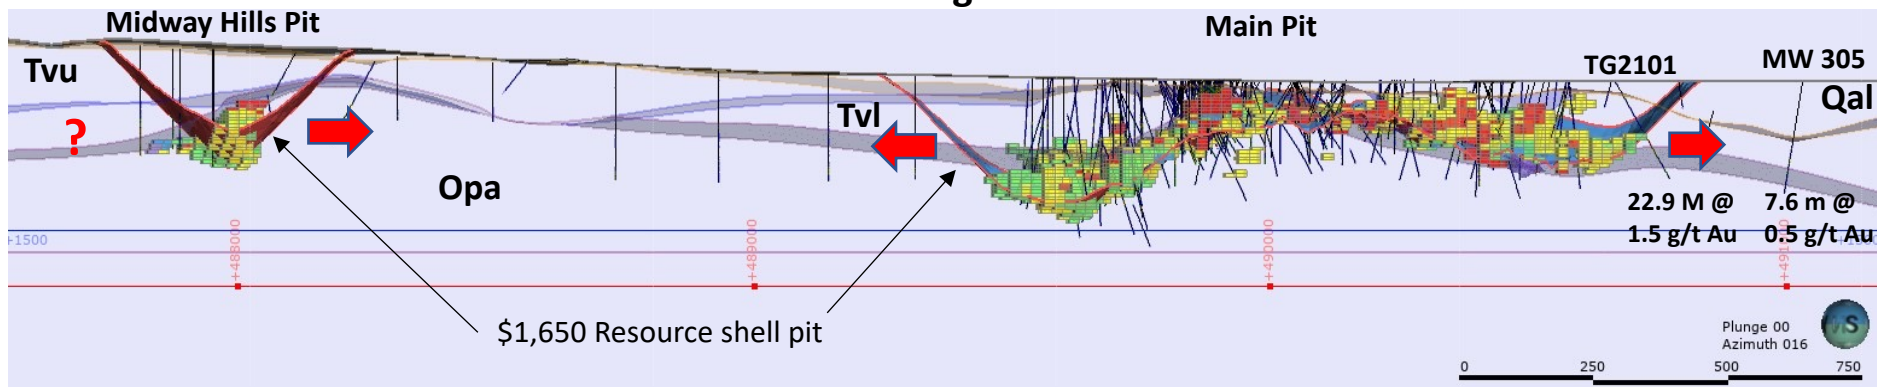 Midway Hills Pit
Main Pit
Tvu
TG2101
MW 305
Qal
Tvl
?
Opa
22.9 M @
1.5 g/t Au
7.6 m @
0.5 g/t Au
+1500
+488000
+489000
+490000
$1,650 Resource shell pit
Plunge 00
Azimuth 016
S
0 250 500 750